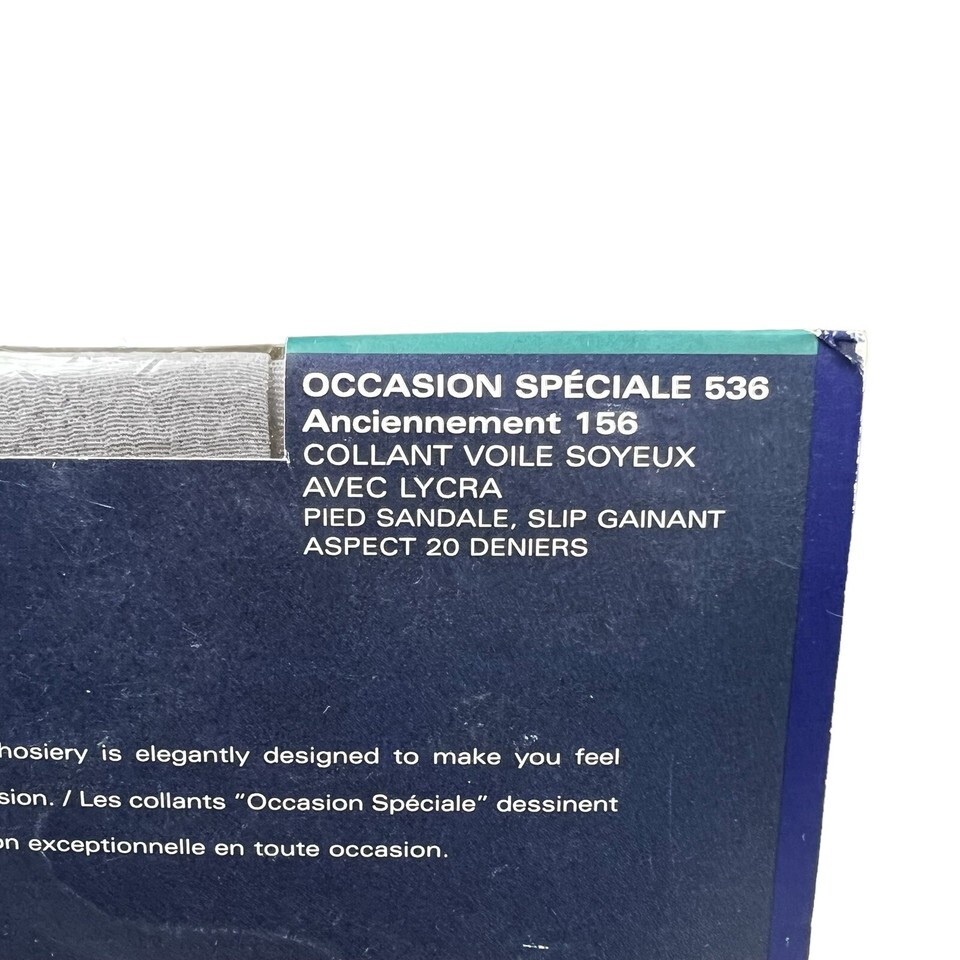 OCCASION SPÉCIALE 536
Anciennement 156
COLLANT VOILE SOYEUX
AVEC LYCRA
PIED SANDALE, SLIP GAINANT
ASPECT 20 DENIERS
hosiery is elegantly designed to make you feel
sion. / Les collants "Occasion Spéciale" dessinent
on exceptionnelle en toute occasion.